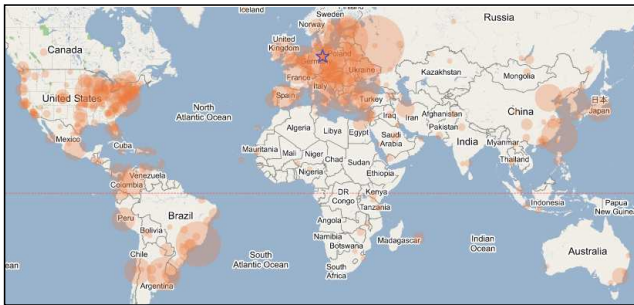 Iceland
Sweden
Norway
Russia
Canada
United
Kingdom
Poland
Ukraine
France
Kazakhstan
Mongolia
United States
Spain
Italy
Turkey
North
Atlantic Ocean
China
日本
Japan
Iraq
Iran
Afghanistan
Pakistan
Algeria
Libya
Egypt
Saudi
Arabia
India
Myanmar
Thailand
Mexico
Cuba
Mauritania
Mali
Niger
Chad
Sudan
Nigeria
Ethiopia
Venezuela
Colombia
DR
Congo
Kenya
Tanzania
Indonesia
Papua
New Guinea
Peru
Brazil
Bolivia
Angola
Namibia
Botswana
Madagascar
Chile
South
Atlantic Ocean
Indian
Ocean
Australia
South
Africa
Argentina
ean